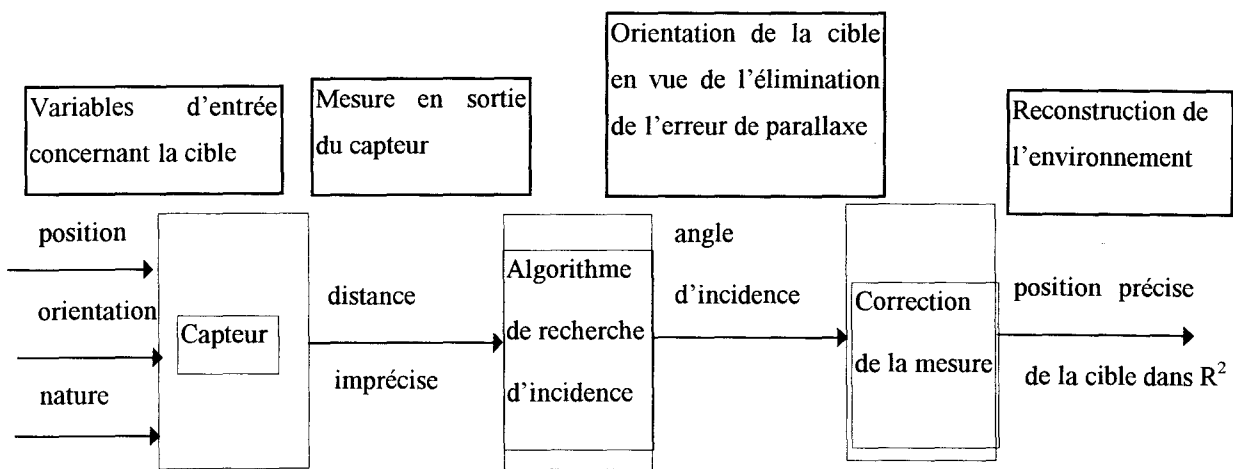 Variables d'entrée
concernant la cible
Mesure en sortie
du capteur
Orientation de la cible
en vue de l'élimination
de l'erreur de parallaxe
Reconstruction de
l'environnement
position
orientation
nature
Capteur
distance
imprécise
Algorithme
de recherche
d'incidence
angle
d'incidence
Correction
de la mesure
position précise
de la cible dans R²